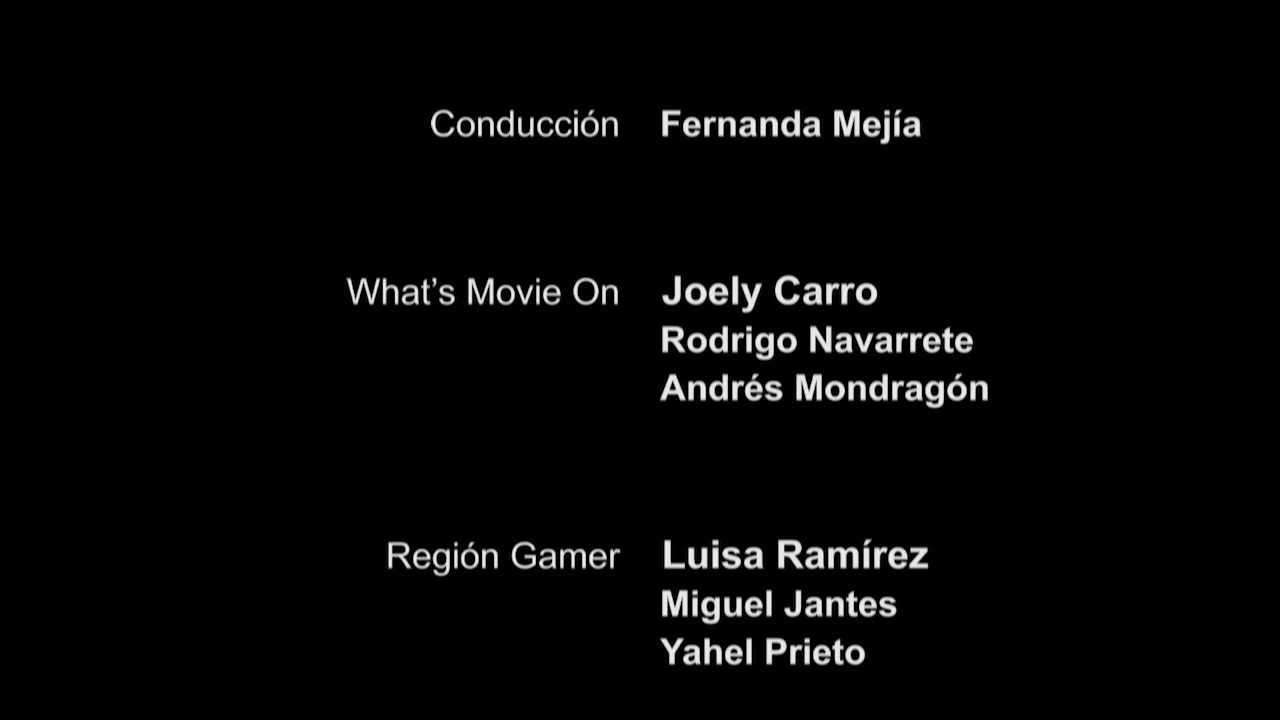 Conducción Fernanda Mejía
What’s Movie On Joely Carro
Rodrigo Navarrete
Andrés Mondragón
Región Gamer Luisa Ramírez
Miguel Jantes
Yahel Prieto